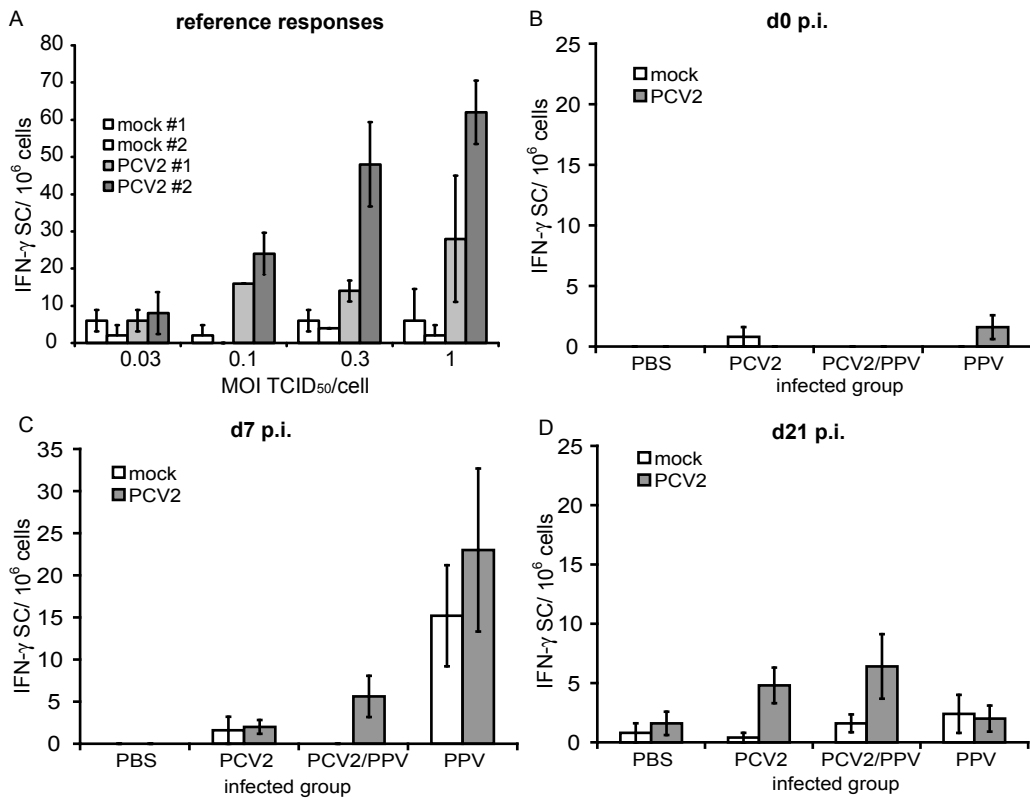 A
reference responses
IFN-γ SC/ 10⁶ cells
80
70
60
50
40
30
20
10
0
mock #1
mock #2
PCV2 #1
PCV2 #2
0.03 0.1 0.3 1
MOI TCID₅₀/cell
B
d0 p.i.
IFN-γ SC/ 10⁶ cells
25
20
15
10
5
0
mock
PCV2
PBS PCV2 PCV2/PPV PPV
infected group
C
d7 p.i.
IFN-γ SC/ 10⁶ cells
35
30
25
20
15
10
5
0
mock
PCV2
PBS PCV2 PCV2/PPV PPV
infected group
D
d21 p.i.
IFN-γ SC/ 10⁶ cells
25
20
15
10
5
0
mock
PCV2
PBS PCV2 PCV2/PPV PPV
infected group